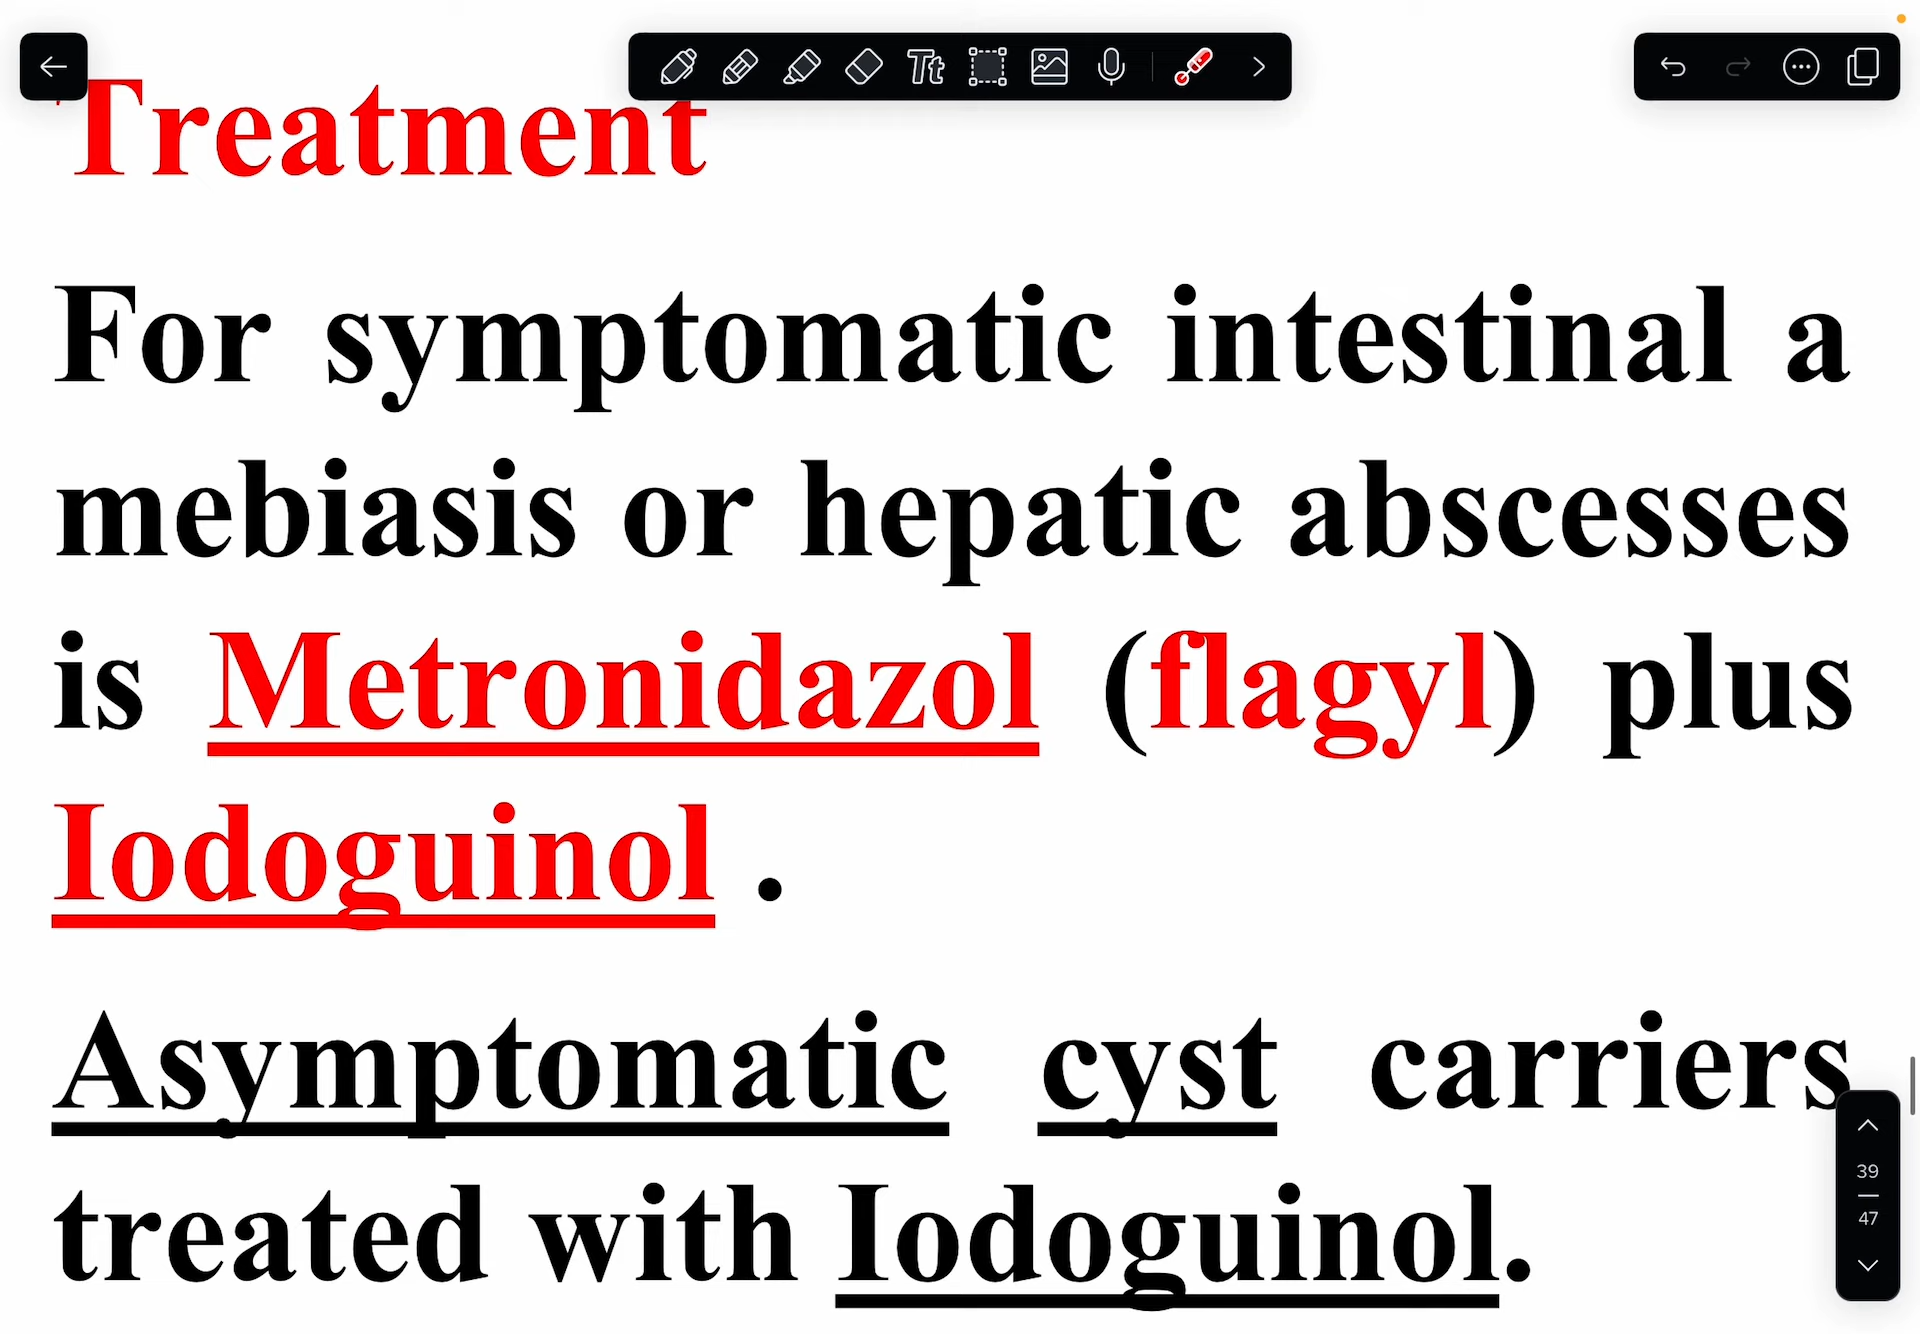 Treatment
For symptomatic intestinal a
mebiasis or hepatic abscesses
is Metronidazol (flagyl) plus
Iodoguinol .
Asymptomatic cyst carriers
treated with Iodoguinol.
Tt
39
47